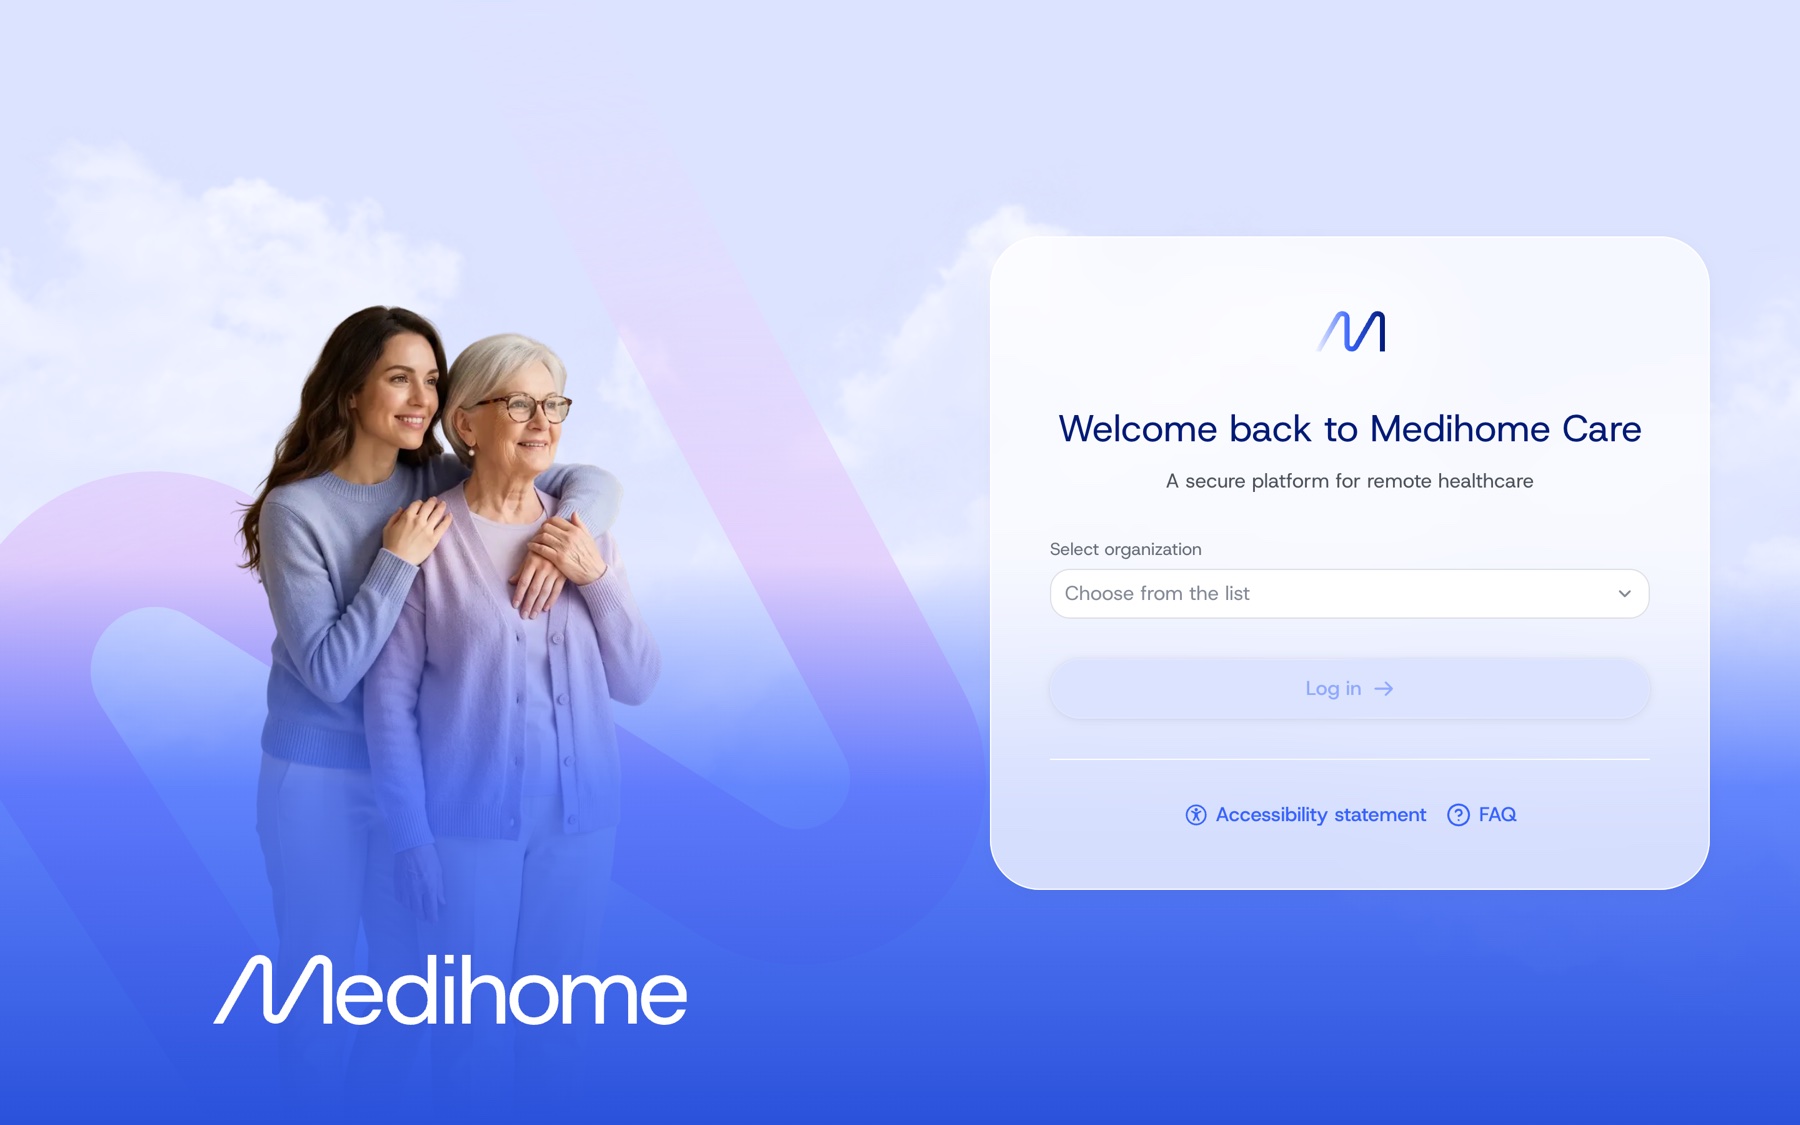 Welcome back to Medihome Care
A secure platform for remote healthcare
Select organization
Choose from the list
Log in
Accessibility statement
FAQ
Medihome